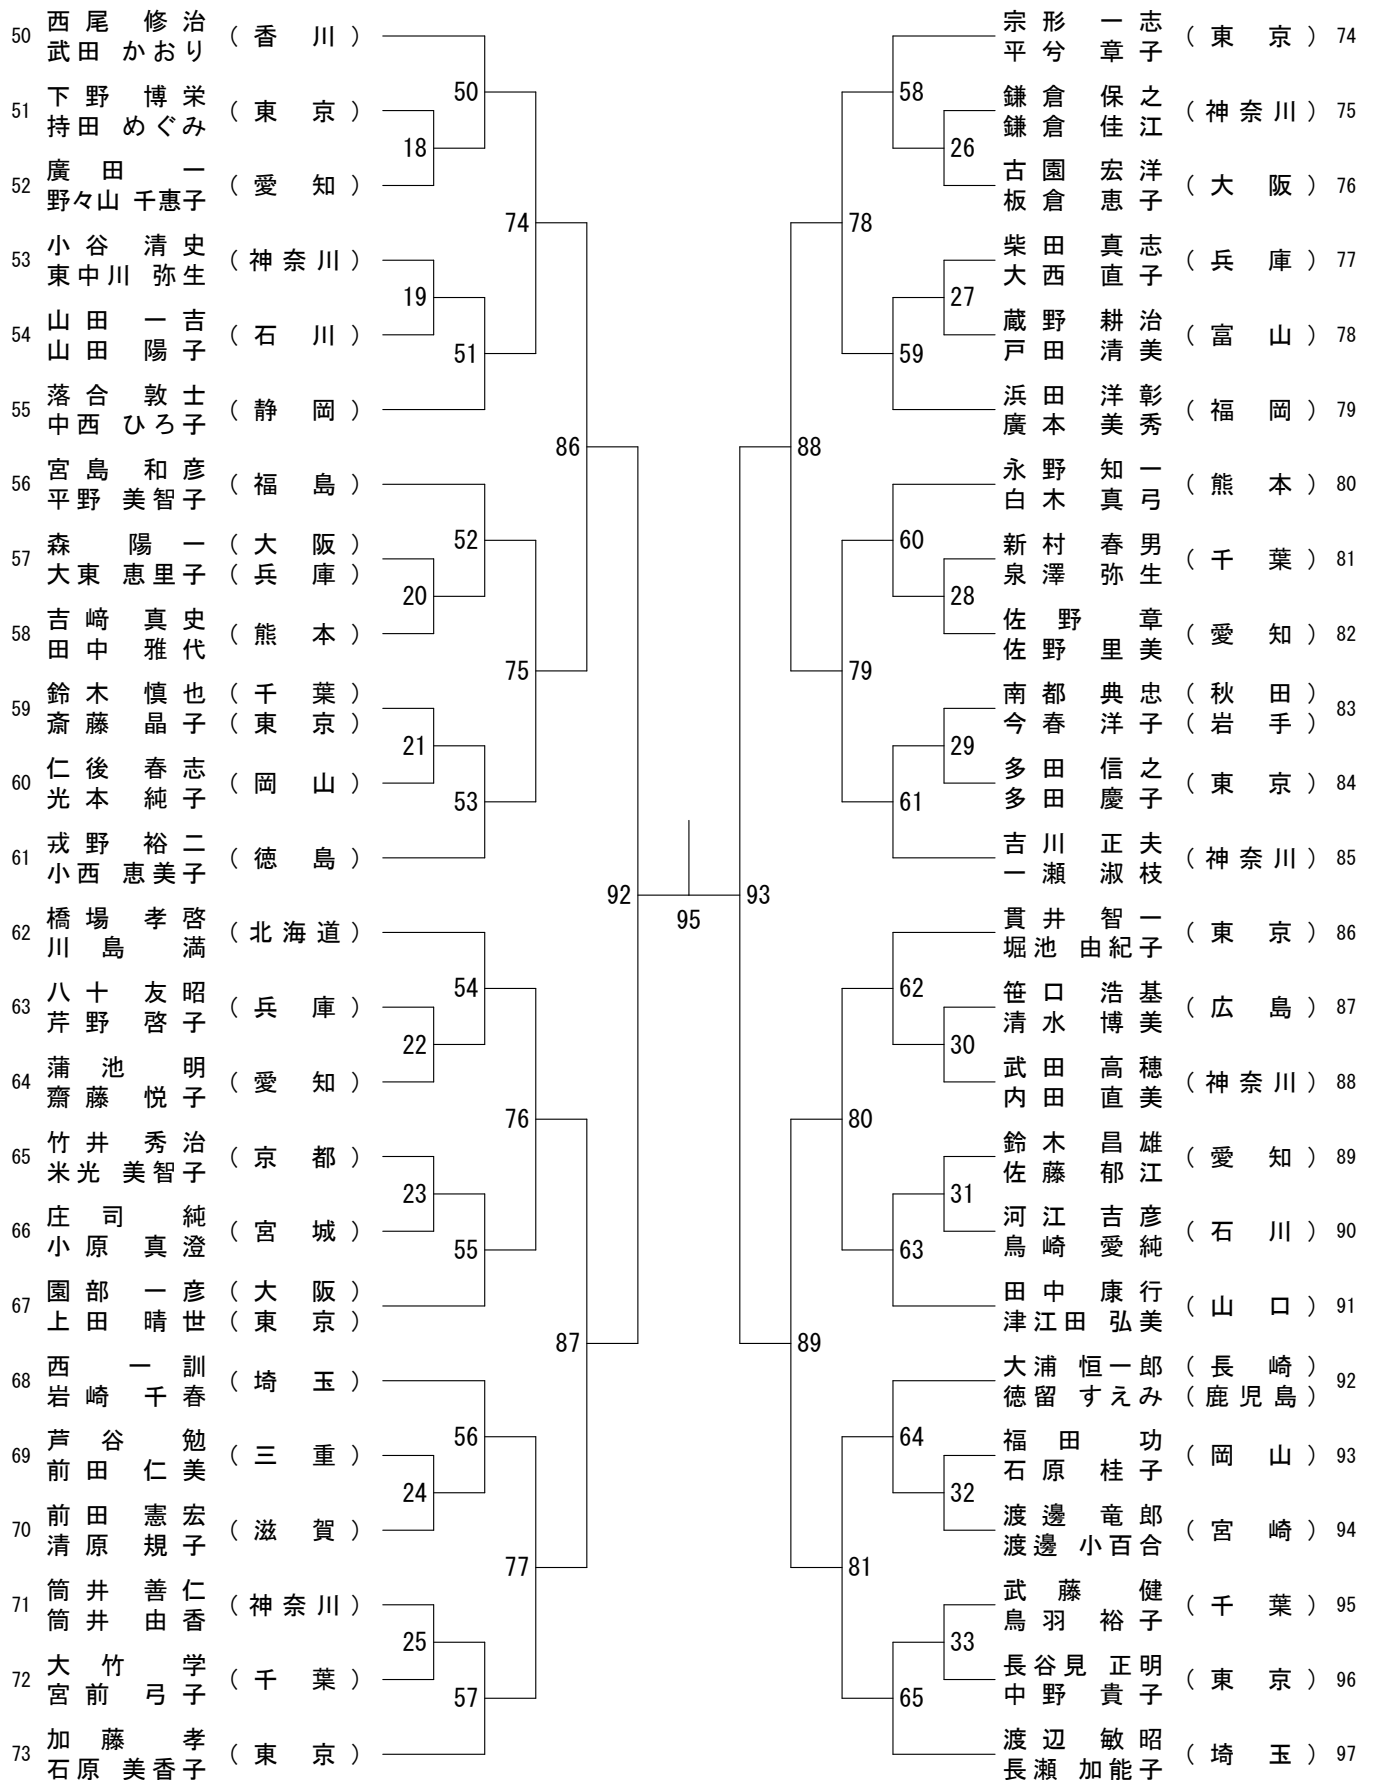 50 西尾 修治 武田 かおり （香川）
51 下野 博栄 持田 めぐみ （東京）
52 廣田 一 野々山 千惠子 （愛知）
53 小谷 清史 東中川 弥生 （神奈川）
54 山田 一吉 山田 陽子 （石川）
55 落合 敦士 中西 ひろ子 （静岡）
56 宮島 和彦 平野 美智子 （福島）
57 森 陽一 （大阪） 大東 恵里子 （兵庫）
58 吉﨑 真史 田中 雅代 （熊本）
59 鈴木 慎也 （千葉） 斎藤 晶子 （東京）
60 仁後 春志 光本 純子 （岡山）
61 戎野 裕二 小西 恵美子 （徳島）
62 橋場 孝啓 川島 満 （北海道）
63 八十 友昭 芹野 啓子 （兵庫）
64 蒲池 明 齋藤 悦子 （愛知）
65 竹井 秀治 米光 美智子 （京都）
66 庄司 純 小原 真澄 （宮城）
67 園部 一彦 （大阪） 上田 晴世 （東京）
68 西 一訓 岩崎 千春 （埼玉）
69 芦谷 勉 前田 仁美 （三重）
70 前田 憲宏 清原 規子 （滋賀）
71 筒井 善仁 筒井 由香 （神奈川）
72 大竹 学 宮前 弓子 （千葉）
73 加藤 孝 石原 美香子 （東京）
50
18
74
19
51
86
52
20
75
21
53
92
54
22
76
23
55
87
56
24
77
25
57
95
93
58
26
78
27
59
88
60
28
79
29
61
62
30
80
31
63
89
64
32
81
33
65
宗形 一志 平兮 章子 （東京） 74
鎌倉 保之 鎌倉 佳江 （神奈川） 75
古園 宏洋 板倉 恵子 （大阪） 76
柴田 真志 大西 直子 （兵庫） 77
蔵野 耕治 戸田 清美 （富山） 78
浜田 洋彰 廣本 美秀 （福岡） 79
永野 知一 白木 真弓 （熊本） 80
新村 春男 泉澤 弥生 （千葉） 81
佐野 章 佐野 里美 （愛知） 82
南都 典忠 （秋田） 今春 洋子 （岩手） 83
多田 信之 多田 慶子 （東京） 84
吉川 正夫 一瀬 淑枝 （神奈川） 85
貫井 智一 堀池 由紀子 （東京） 86
笹口 浩基 清水 博美 （広島） 87
武田 高穂 内田 直美 （神奈川） 88
鈴木 昌雄 佐藤 郁江 （愛知） 89
河江 吉彦 鳥崎 愛純 （石川） 90
田中 康行 津江田 弘美 （山口） 91
大浦 恒一郎 （長崎） 徳留 すえみ （鹿児島） 92
福田 功 石原 桂子 （岡山） 93
渡邊 竜郎 渡邊 小百合 （宮崎） 94
武藤 健 鳥羽 裕子 （千葉） 95
長谷見 正明 中野 貴子 （東京） 96
渡辺 敏昭 長瀬 加能子 （埼玉） 97